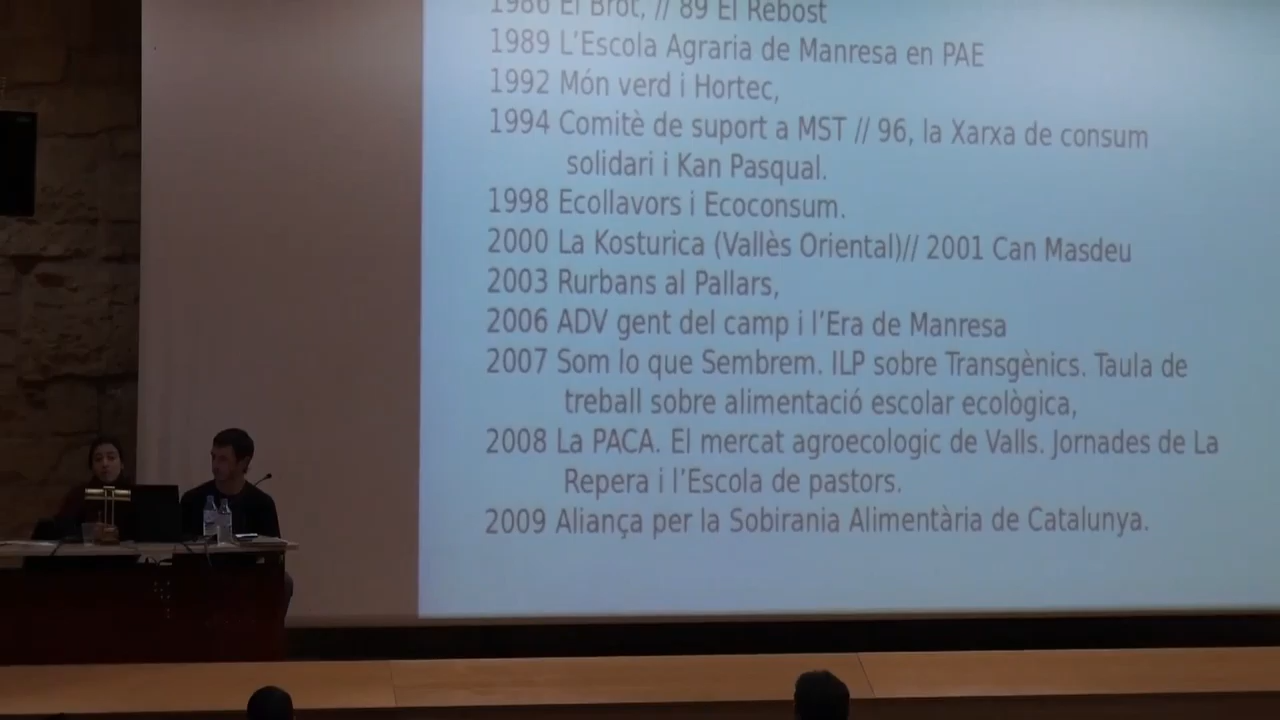 1986 El Brot, // 89 El Rebost
1989 L'Escola Agraria de Manresa en PAE
1992 Món verd i Hortec,
1994 Comitè de suport a MST // 96, la Xarxa de consum
solidari i Kan Pasqual.
1998 Ecollavors i Ecoconsum.
2000 La Kosturica (Vallès Oriental)// 2001 Can Masdeu
2003 Rurbans al Pallars,
2006 ADV gent del camp i l'Era de Manresa
2007 Som lo que Sembrem. ILP sobre Transgènics. Taula de
treball sobre alimentació escolar ecològica,
2008 La PACA. El mercat agroecologic de Valls. Jornades de La
Repera i l'Escola de pastors.
2009 Aliança per la Sobirania Alimentària de Catalunya.